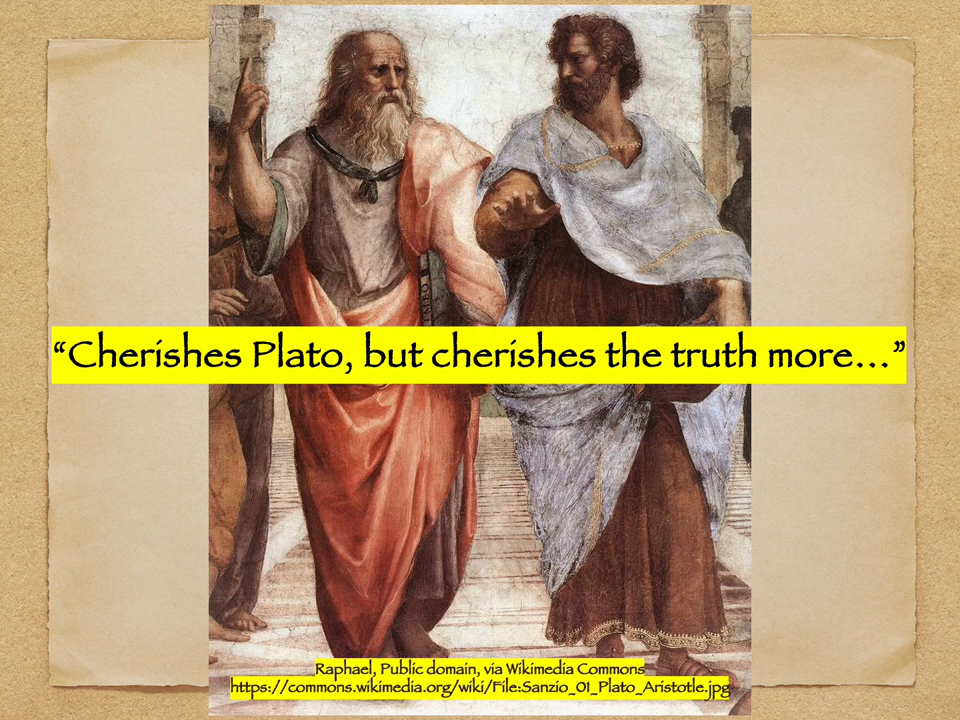 “Cherishes Plato, but cherishes the truth more...”
Raphael, Public domain, via Wikimedia Commons
https://commons.wikimedia.org/wiki/File:Sanzio_01_Plato_Aristotle.jpg